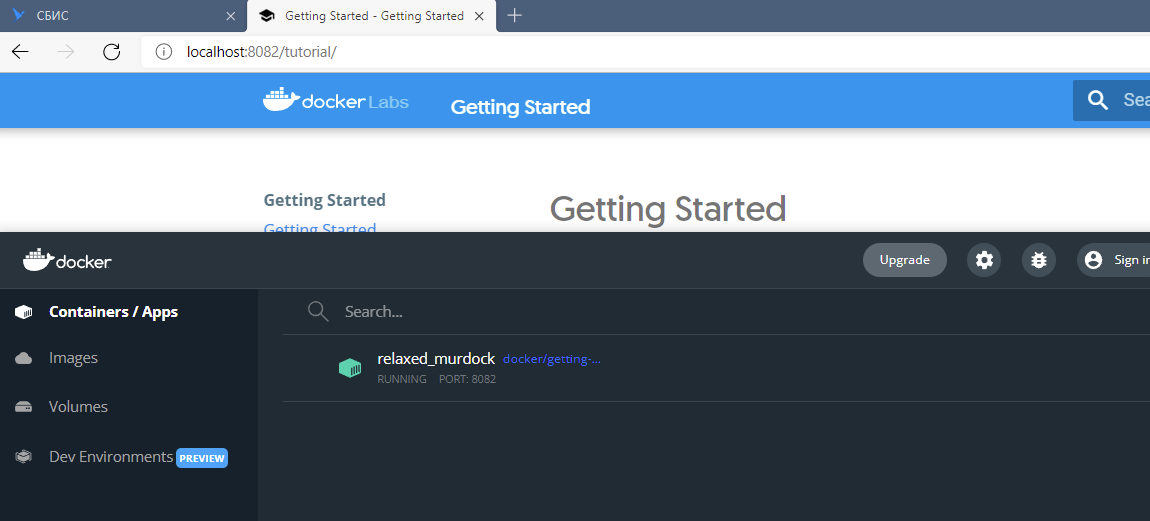 СБИС
Getting Started - Getting Started
localhost:8082/tutorial/
docker Labs
Getting Started
Sea
Getting Started
Getting Started
Getting Started
docker
Upgrade
Sign in
Containers / Apps
Search...
Images
relaxed_murdock docker/getting-...
RUNNING PORT: 8082
Volumes
Dev Environments PREVIEW